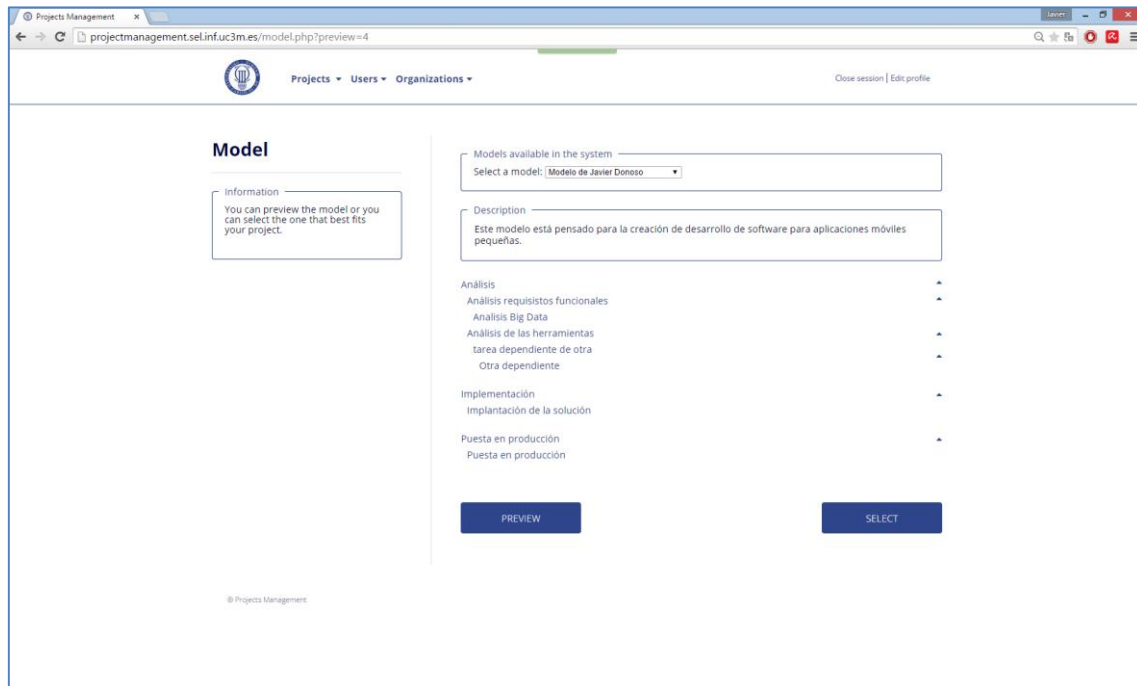 Projects Management
Javier
projectmanagement.sel.inf.uc3m.es/model.php?preview=4
Projects Users Organizations
Close session | Edit profile
Model
Information
You can preview the model or you
can select the one that best fits
your project.
Models available in the system
Select a model: Modelo de Javier Donoso
Description
Este modelo está pensado para la creación de desarrollo de software para aplicaciones móviles
pequeñas.
Análisis
Análisis requisistos funcionales
Analisis Big Data
Análisis de las herramientas
tarea dependiente de otra
Otra dependiente
Implementación
Implantación de la solución
Puesta en producción
Puesta en producción
PREVIEW
SELECT
© Projects Management